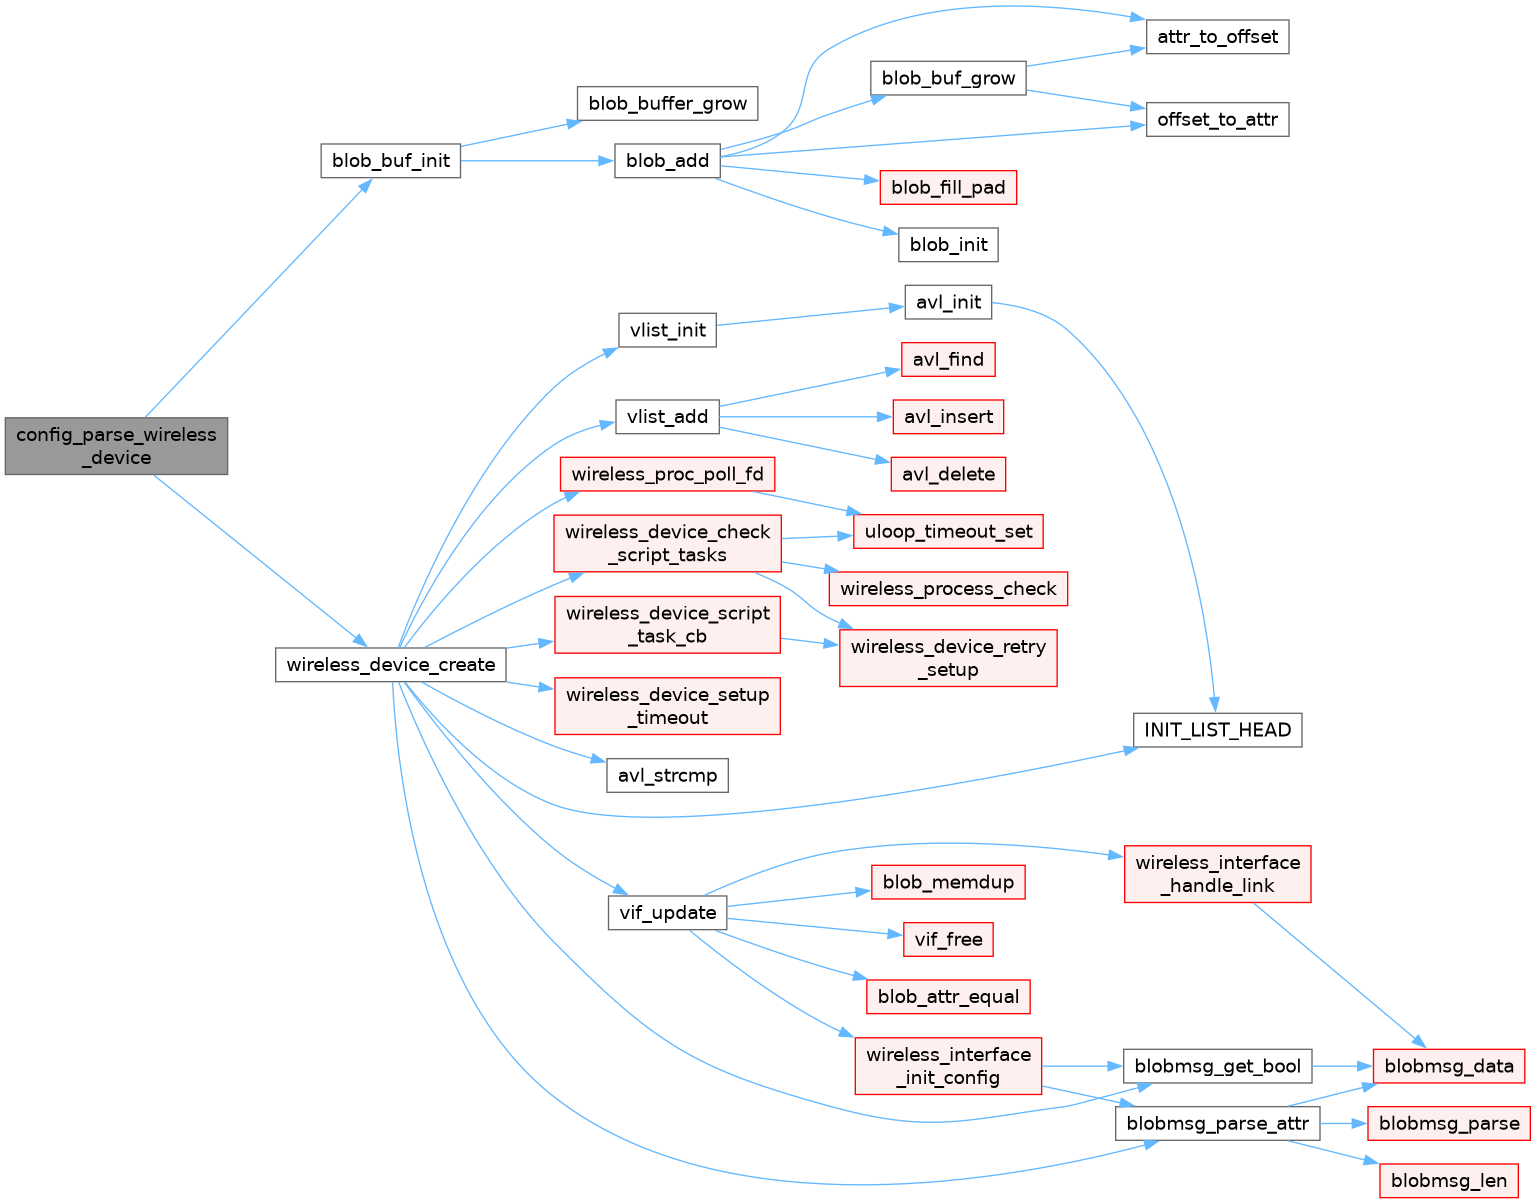 attr_to_offset
blob_buf_grow
blob_buffer_grow
offset_to_attr
blob_buf_init
blob_add
blob_fill_pad
blob_init
avl_init
vlist_init
avl_find
vlist_add
avl_insert
config_parse_wireless
_device
wireless_proc_poll_fd
avl_delete
wireless_device_check
_script_tasks
uloop_timeout_set
wireless_process_check
wireless_device_script
_task_cb
wireless_device_retry
_setup
wireless_device_create
wireless_device_setup
_timeout
INIT_LIST_HEAD
avl_strcmp
wireless_interface
_handle_link
blob_memdup
vif_update
vif_free
blob_attr_equal
wireless_interface
_init_config
blobmsg_get_bool
blobmsg_data
blobmsg_parse_attr
blobmsg_parse
blobmsg_len